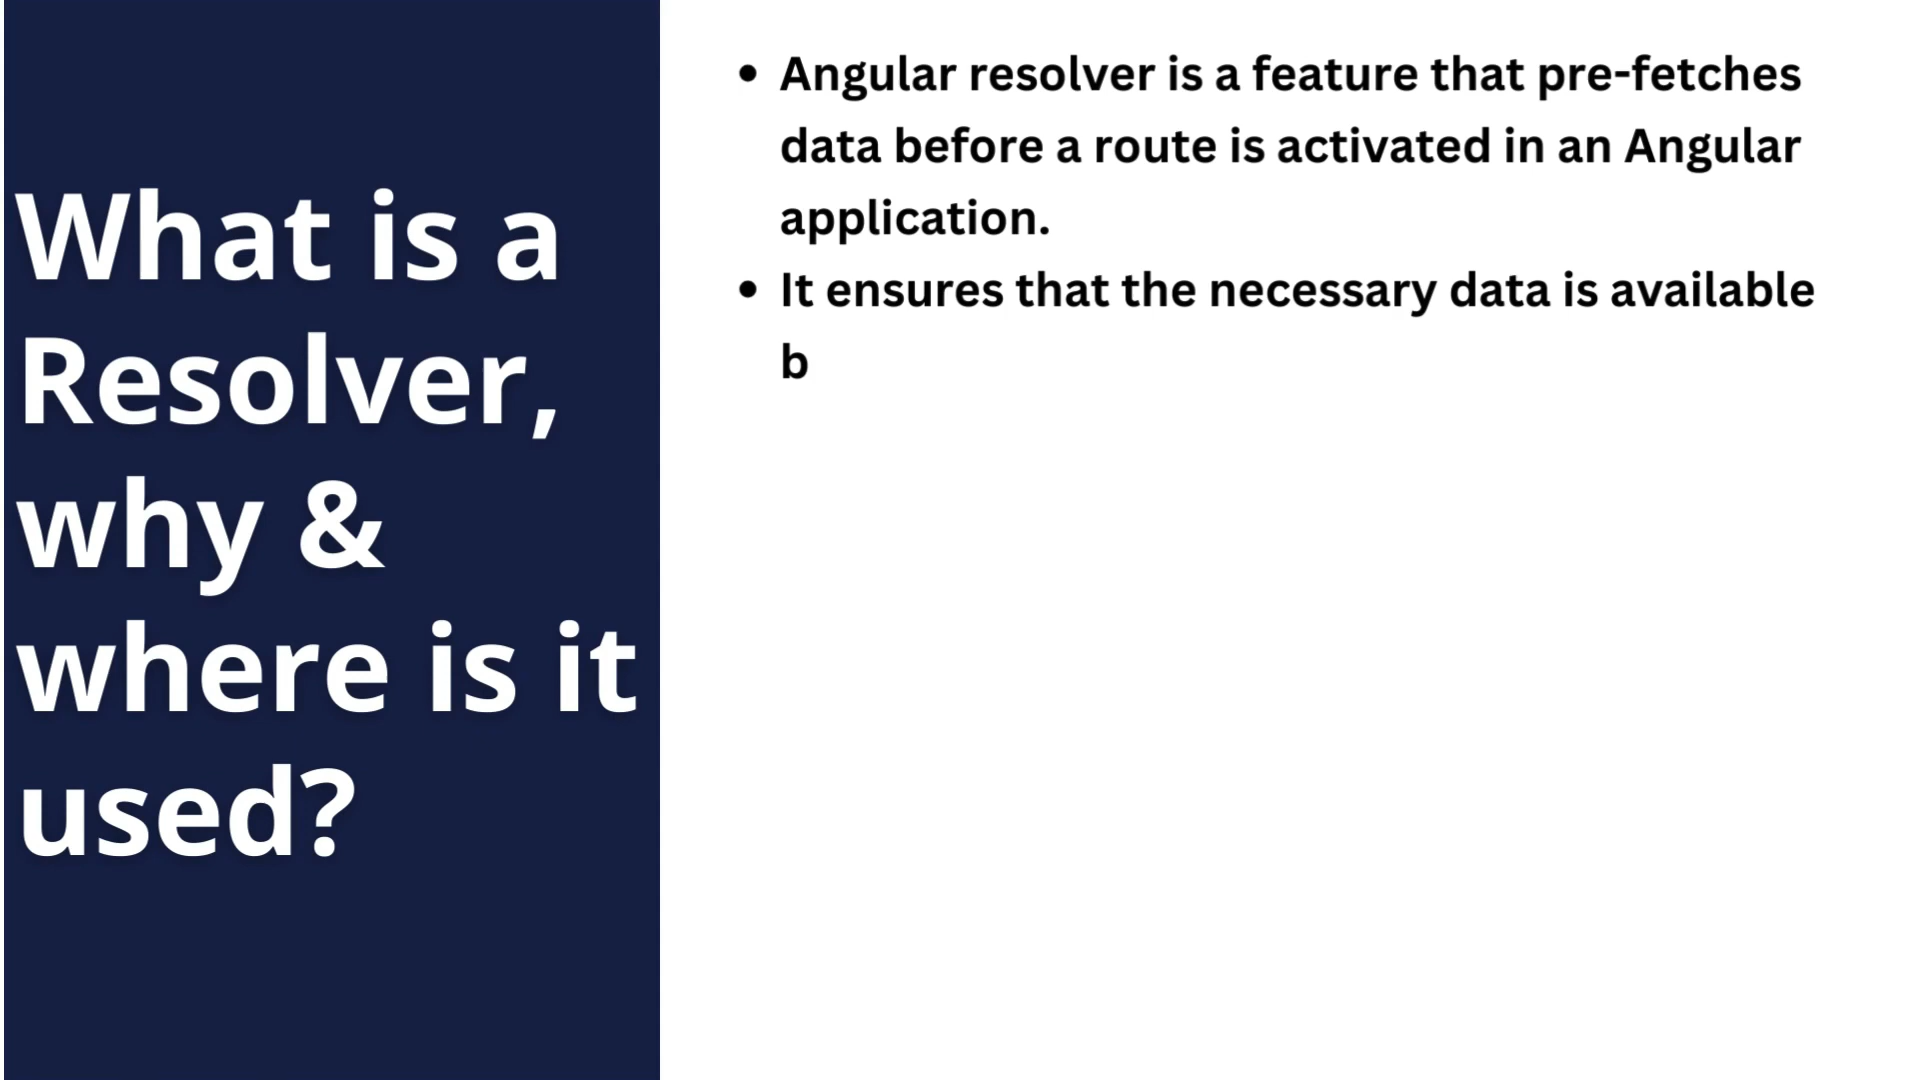 What is a
Resolver,
why &
where is it
used?
• Angular resolver is a feature that pre-fetches
data before a route is activated in an Angular
application.
• It ensures that the necessary data is available
b